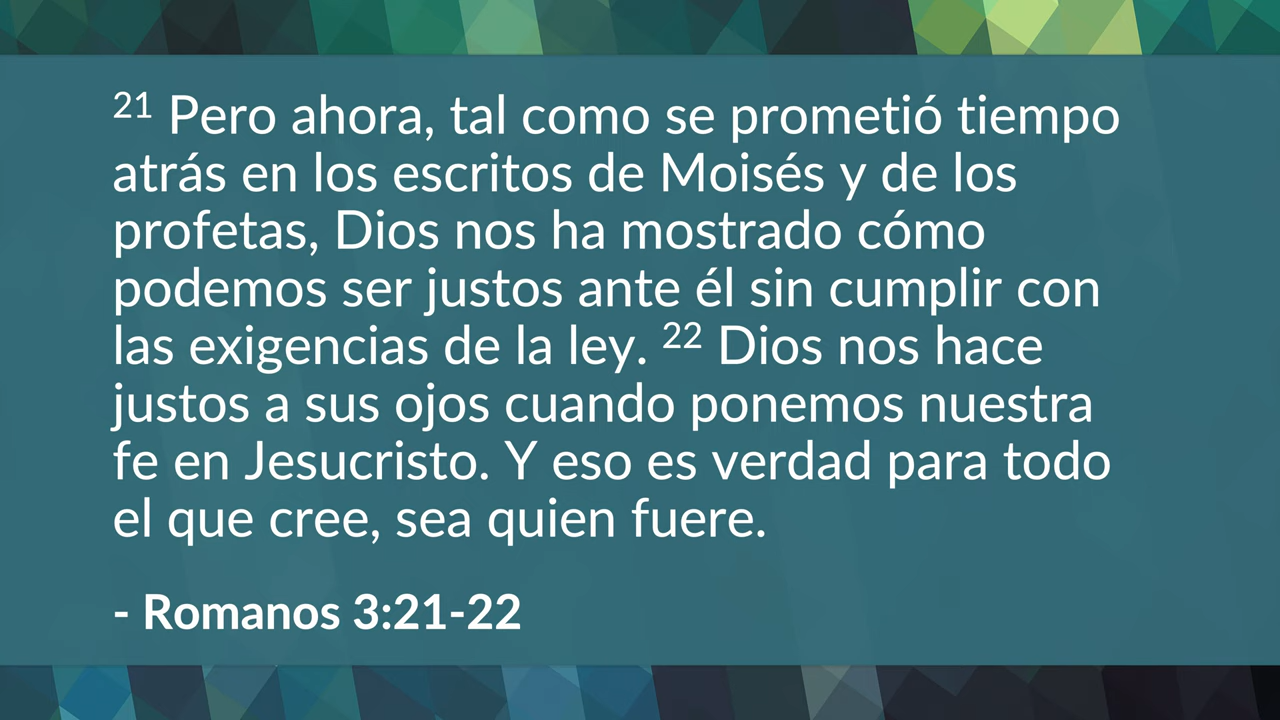 21 Pero ahora, tal como se prometió tiempo
atrás en los escritos de Moisés y de los
profetas, Dios nos ha mostrado cómo
podemos ser justos ante él sin cumplir con
las exigencias de la ley. 22 Dios nos hace
justos a sus ojos cuando ponemos nuestra
fe en Jesucristo. Y eso es verdad para todo
el que cree, sea quien fuere.
- Romanos 3:21-22